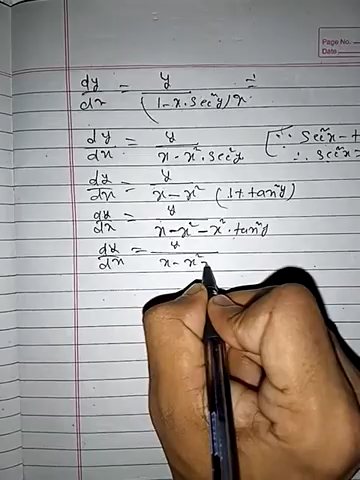 Page No.
Date
dy/dx = y/((1 - x·sec²y)x) =
dy/dx = y/(x - x²·sec²y) [∵ sec²x - t
dy/dx = y/(x - x²(1 + tan²y)) ∴ sec²x =
dy/dx = y/(x - x² - x²·tan²y)
dy/dx = y/(x - x² -